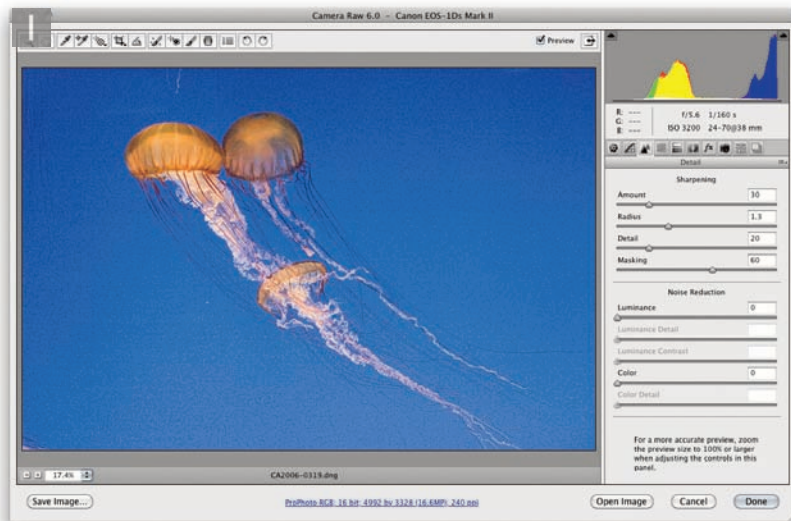 Camera Raw 6.0 - Canon EOS-1Ds Mark II
1
Preview
R: ---
G: ---
B: ---
f/5.6 1/160 s
ISO 3200 24-70@38 mm
Detail
Sharpening
Amount 30
Radius 1.3
Detail 20
Masking 60
Noise Reduction
Luminance 0
Luminance Detail
Luminance Contrast
Color 0
Color Detail
For a more accurate preview, zoom
the preview size to 100% or larger
when adjusting the controls in this
panel.
17.4%
CA2006-0319.dng
Save Image...
ProPhoto RGB; 16 bit; 4992 by 3328 (16.6MP); 240 ppi
Open Image
Cancel
Done